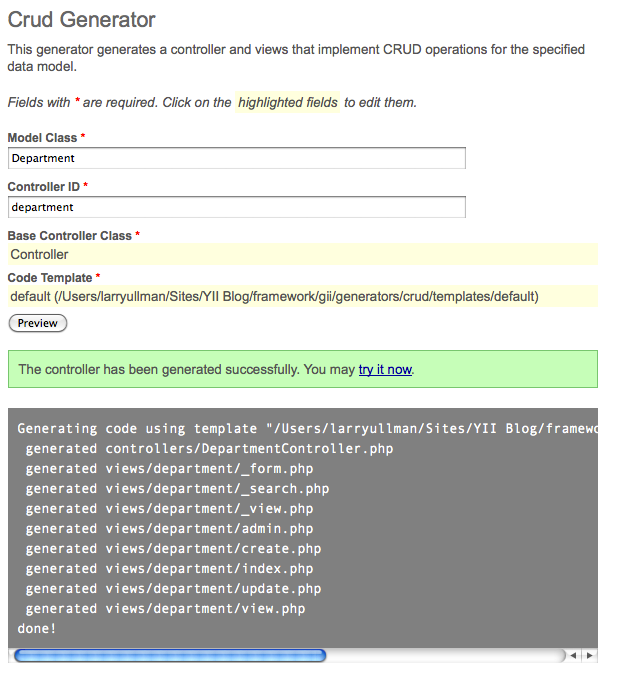 Crud Generator
This generator generates a controller and views that implement CRUD operations for the specified
data model.
Fields with * are required. Click on the highlighted fields to edit them.
Model Class *
Department
Controller ID *
department
Base Controller Class *
Controller
Code Template *
default (/Users/larryullman/Sites/YII Blog/framework/gii/generators/crud/templates/default)
Preview
The controller has been generated successfully. You may try it now.
Generating code using template "/Users/larryullman/Sites/YII Blog/framewo
generated controllers/DepartmentController.php
generated views/department/_form.php
generated views/department/_search.php
generated views/department/_view.php
generated views/department/admin.php
generated views/department/create.php
generated views/department/index.php
generated views/department/update.php
generated views/department/view.php
done!